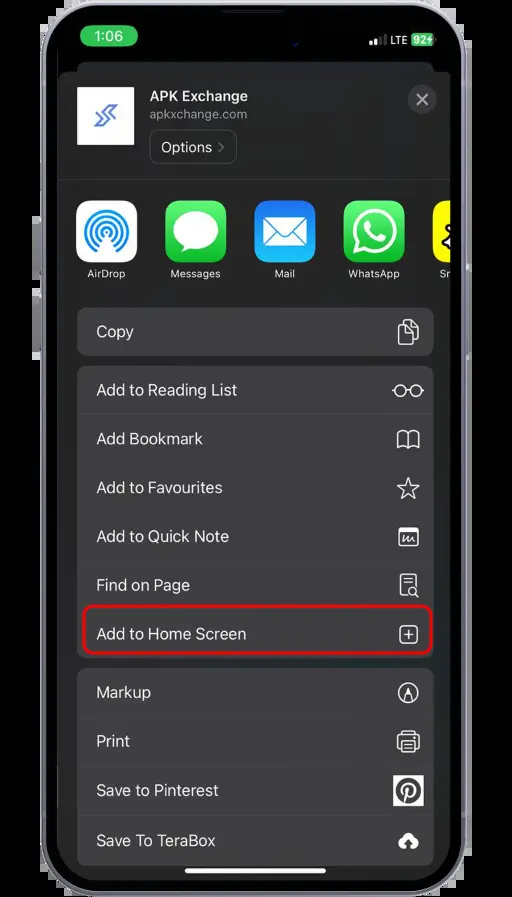 1:06
LTE 92
APK Exchange
apkxchange.com
Options
AirDrop
Messages
Mail
WhatsApp
Copy
Add to Reading List
Add Bookmark
Add to Favourites
Add to Quick Note
Find on Page
Add to Home Screen
Markup
Print
Save to Pinterest
Save To TeraBox